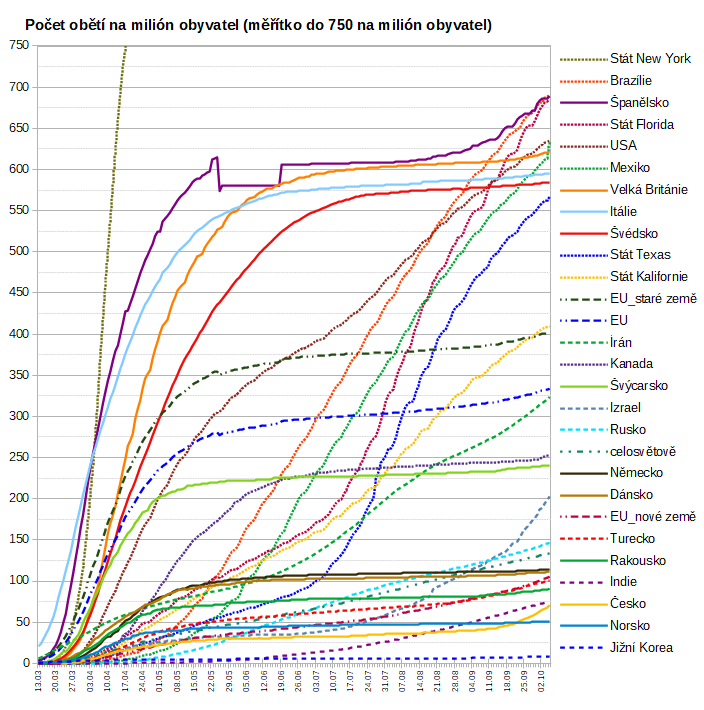 Počet obětí na milión obyvatel (měřítko do 750 na milión obyvatel)
750
700
650
600
550
500
450
400
350
300
250
200
150
100
50
0
13.03
20.03
27.03
03.04
10.04
17.04
24.04
01.05
08.05
15.05
22.05
29.05
05.06
12.06
19.06
26.06
03.07
10.07
17.07
24.07
31.07
07.08
14.08
21.08
28.08
04.09
11.09
18.09
25.09
02.10
Stát New York
Brazílie
Španělsko
Stát Florida
USA
Mexiko
Velká Británie
Itálie
Švédsko
Stát Texas
Stát Kalifornie
EU_staré země
EU
Írán
Kanada
Švýcarsko
Izrael
Rusko
celosvětově
Německo
Dánsko
EU_nové země
Turecko
Rakousko
Indie
Česko
Norsko
Jižní Korea